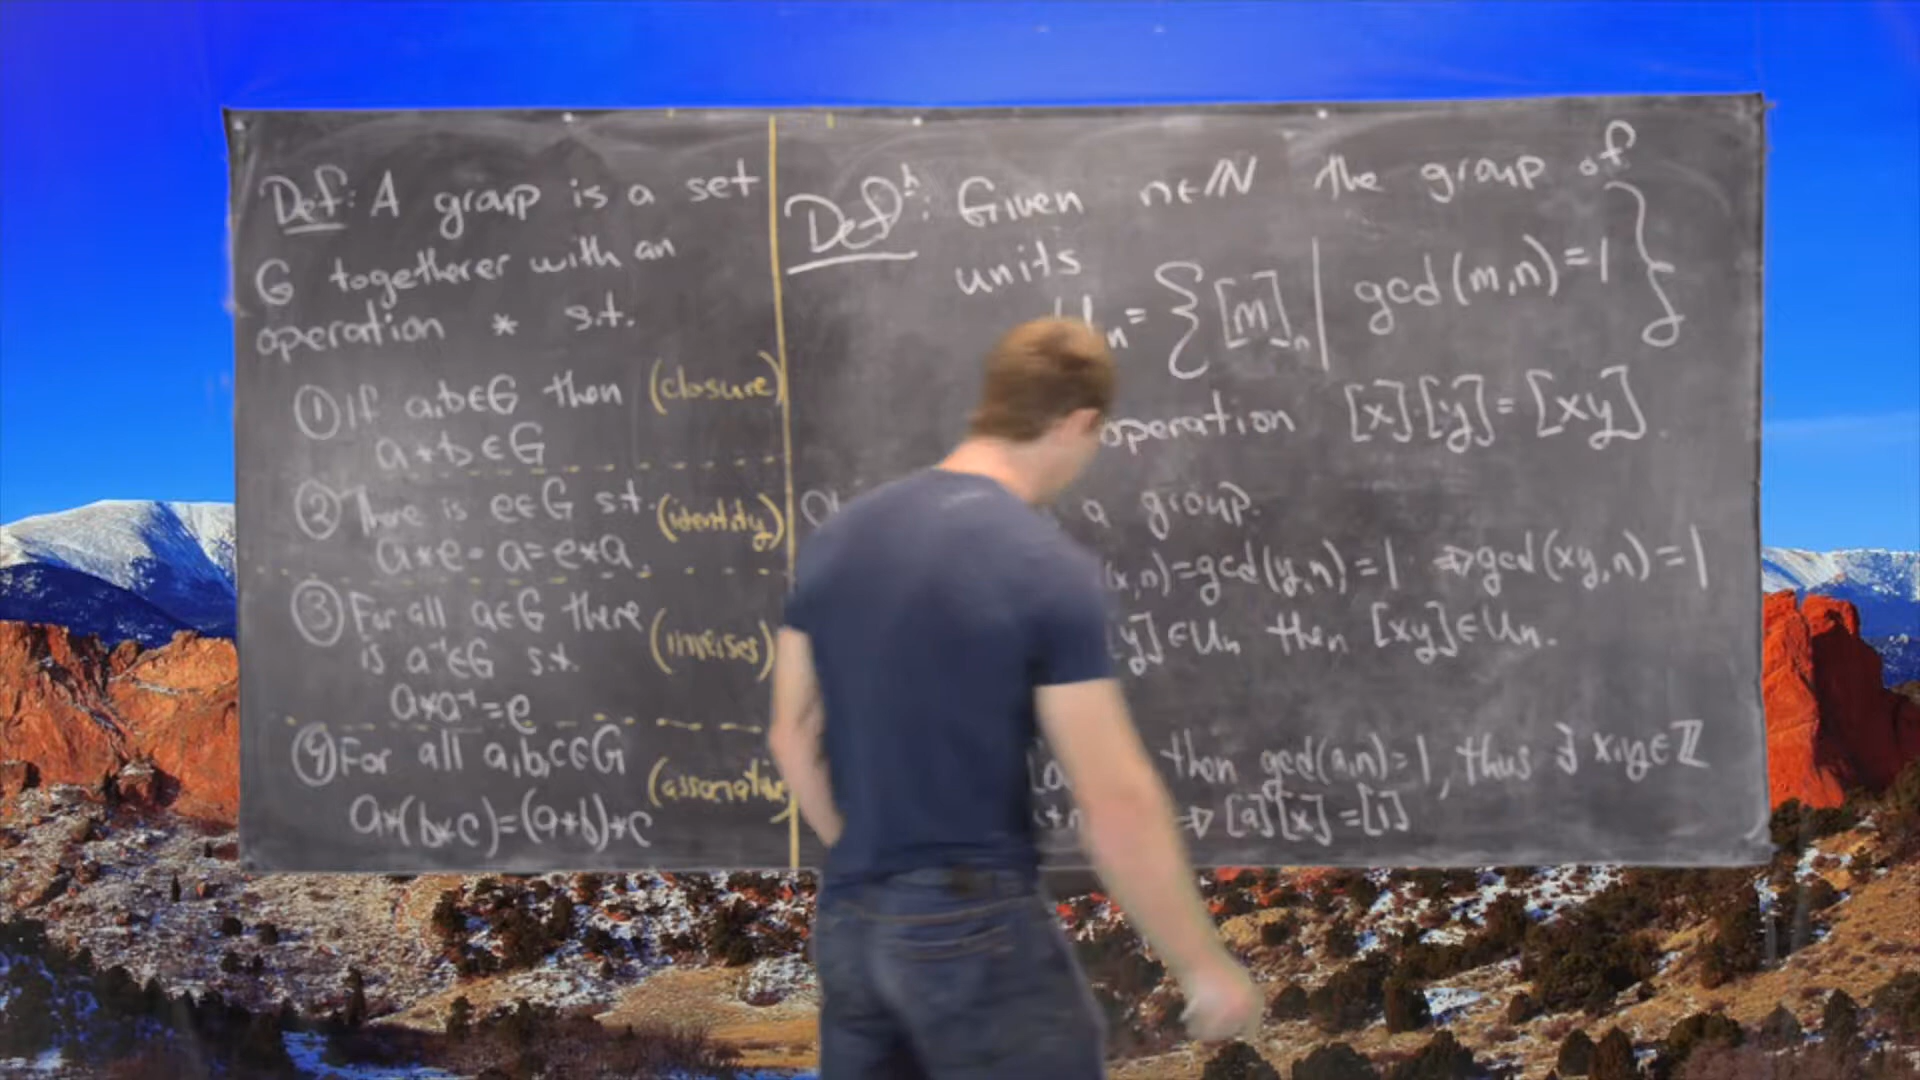 Def: A group is a set
G togetherer with an
operation * s.t.
① If a,b∈G then (closure)
a*b∈G
② There is e∈G s.t. (identity)
a*e=a=e*a.
③ For all a∈G there (inverses)
is a⁻¹∈G s.t.
a*a⁻¹=e
④ For all a,b,c∈G
a*(b*c)=(a*b)*c
Defⁿ: Given n∈ℕ the group of
units
n = {[m]ₙ | gcd(m,n)=1}
operation [x]·[y]=[xy].
a group.
(x,n)=gcd(y,n)=1 ⇒gcd(xy,n)=1
y]∈Uₙ then [xy]∈Uₙ.
then gcd(a,n)=1, thus ∃ x,y∈ℤ
⇒ [a][x]=[1]